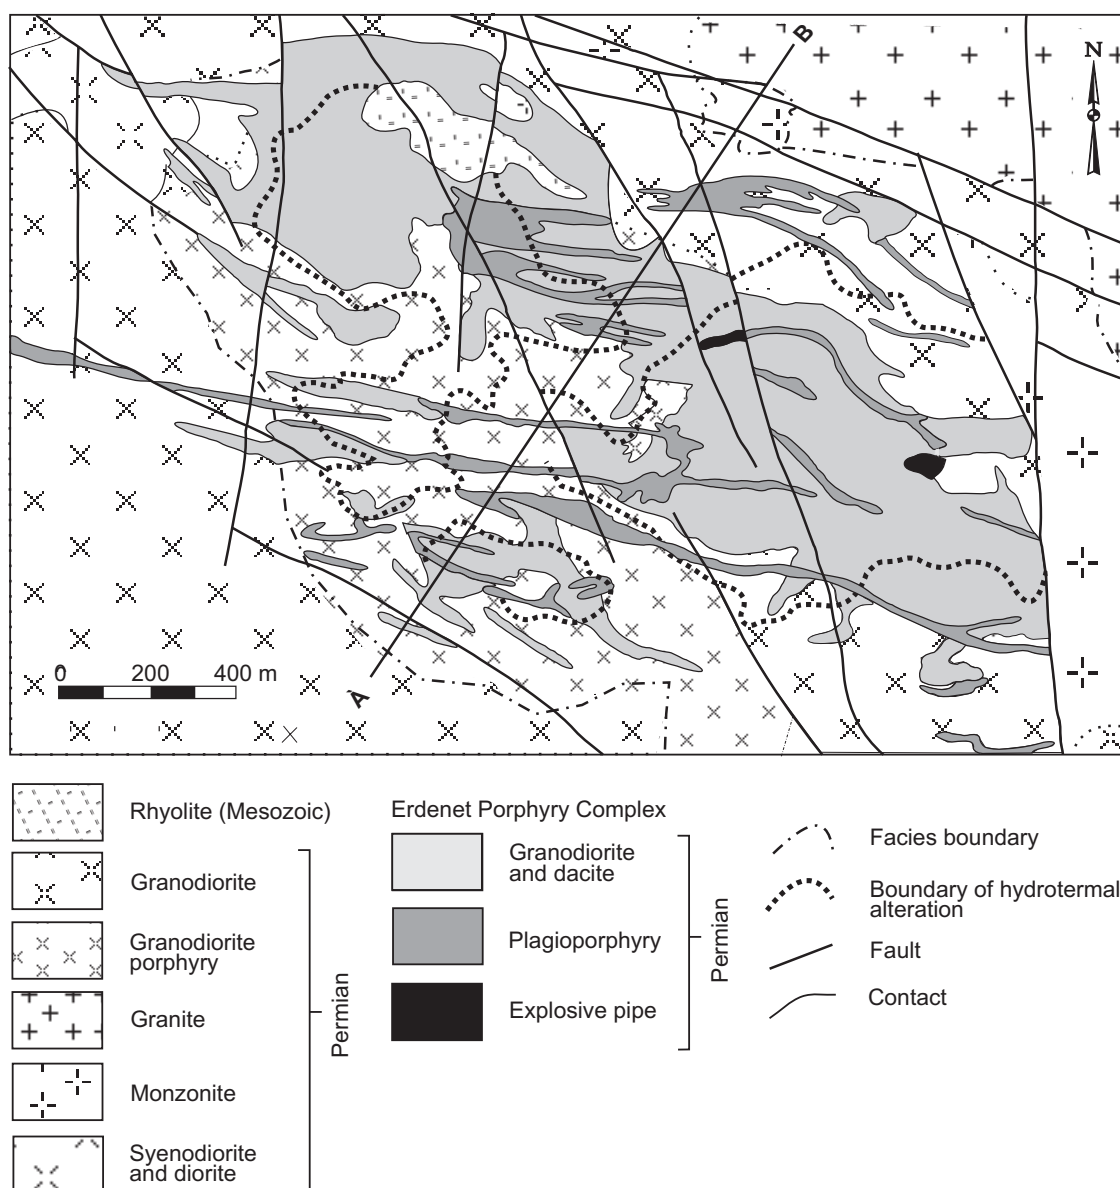 B
N
0
200
400 m
A
Rhyolite (Mesozoic)
Granodiorite
Granodiorite
porphyry
Granite
Monzonite
Syenodiorite
and diorite
Permian
Erdenet Porphyry Complex
Granodiorite
and dacite
Plagioporphyry
Explosive pipe
Permian
Facies boundary
Boundary of hydrotermal
alteration
Fault
Contact